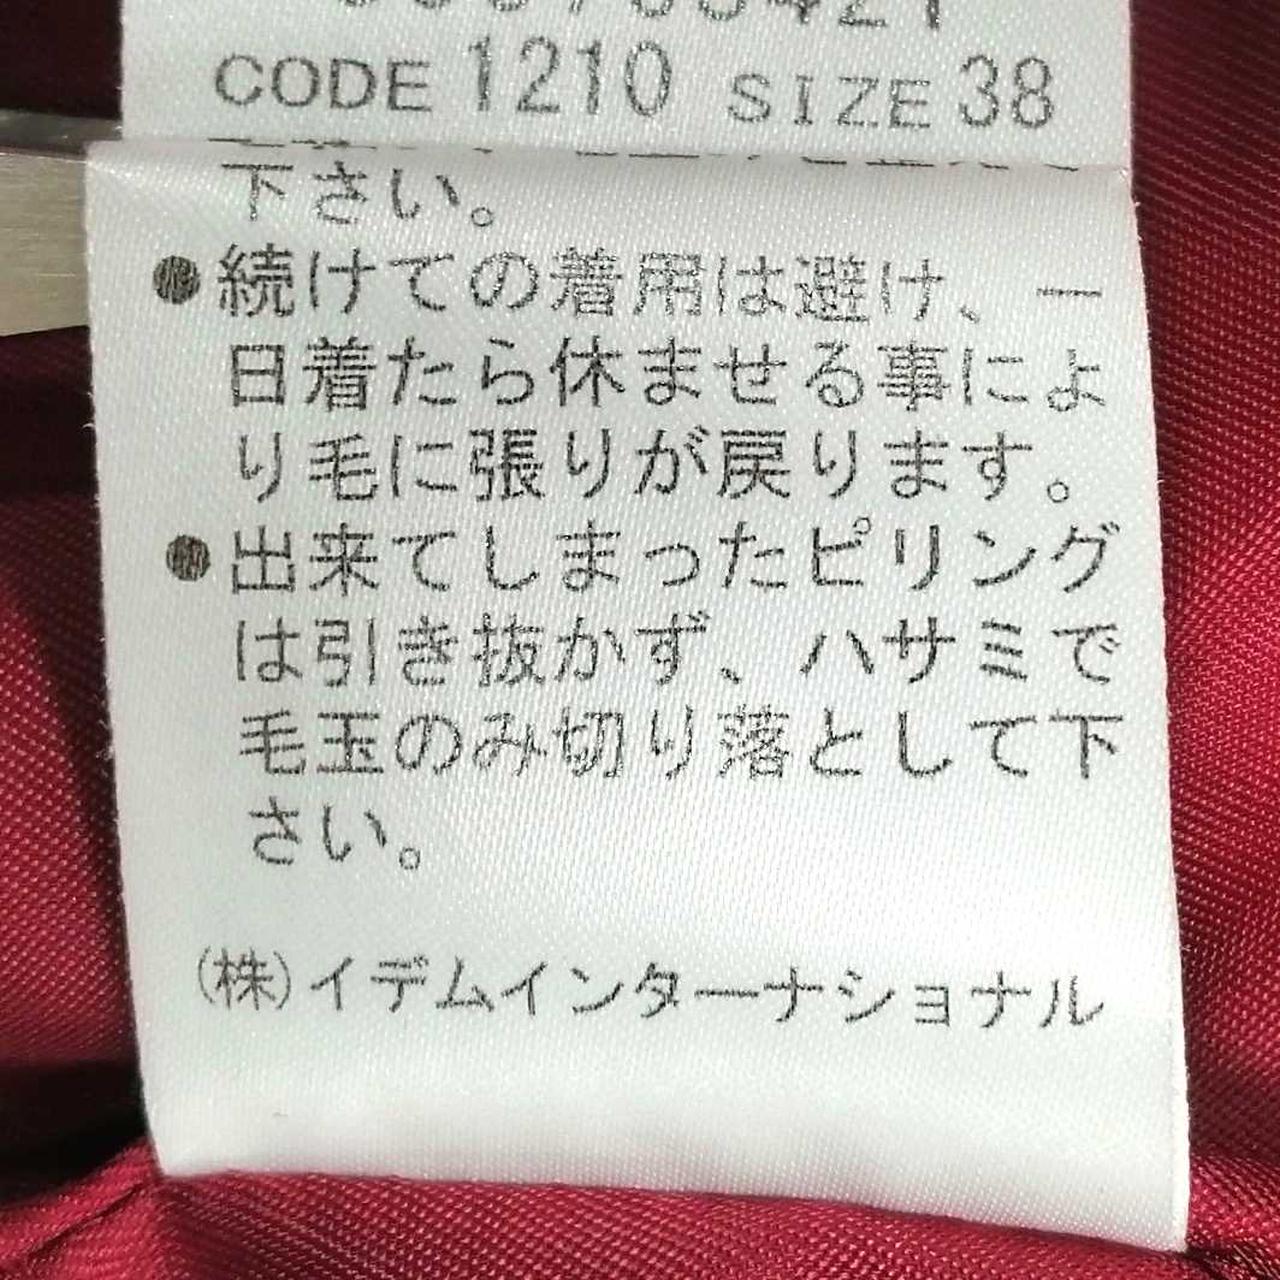 CODE 1210 SIZE 38
下さい。
●続けての着用は避け、一
日着たら休ませる事によ
り毛に張りが戻ります。
●出来てしまったピリング
は引き抜かず、ハサミで
毛玉のみ切り落として下
さい。
(株)イデムインターナショナル